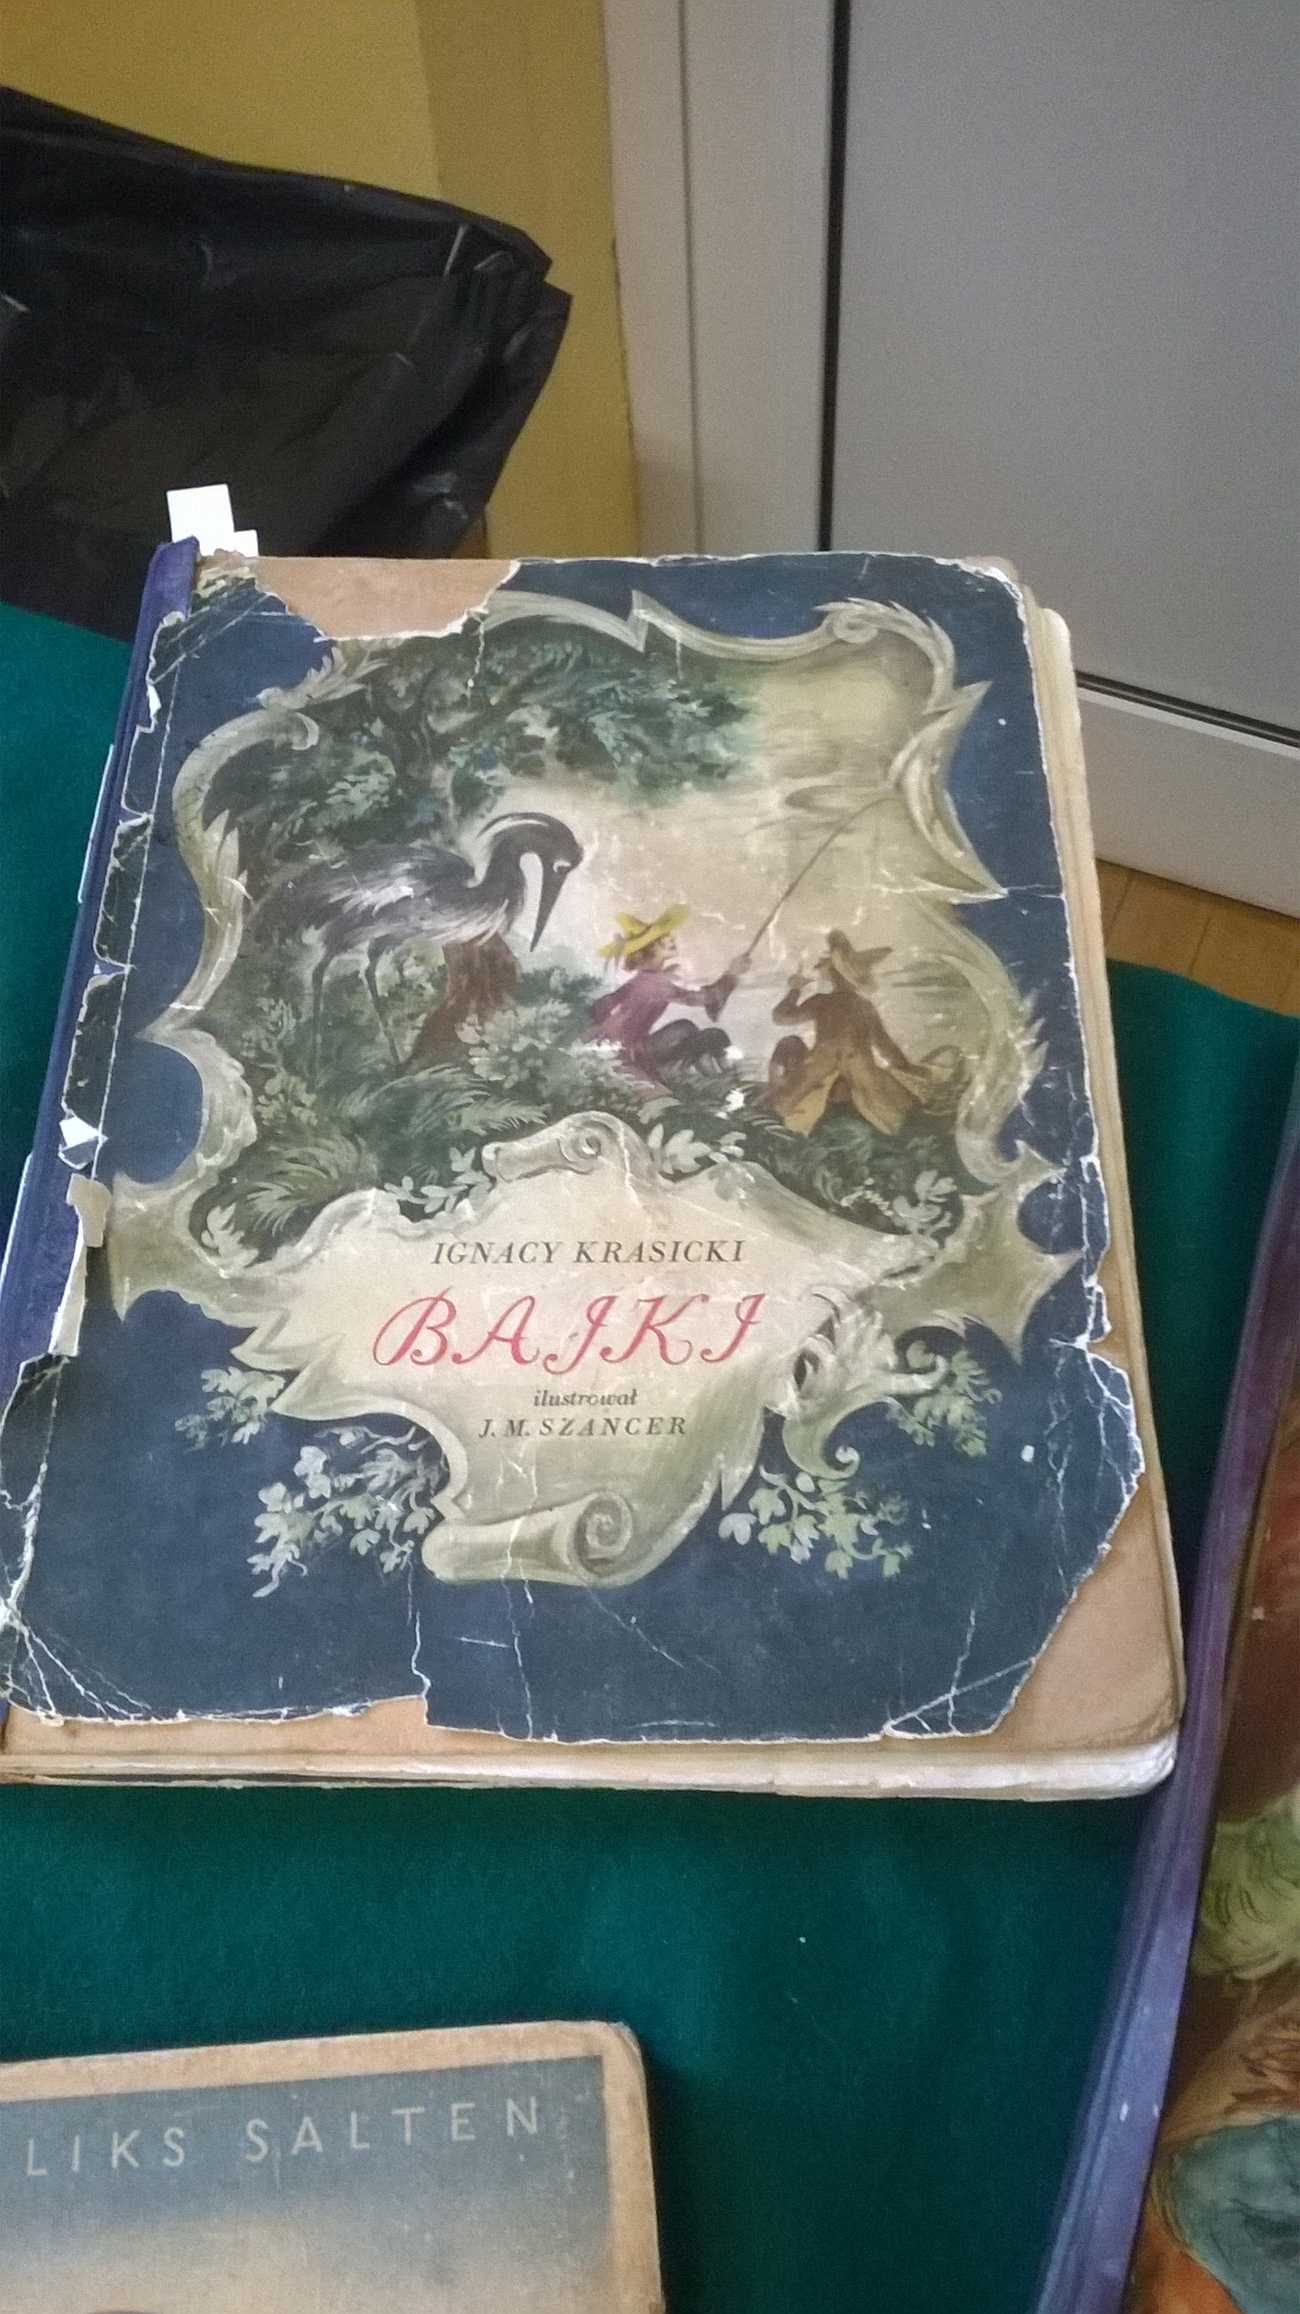 IGNACY KRASICKI
BAJKI
ilustrował
J. M. SZANCER
LIKS SALTEN